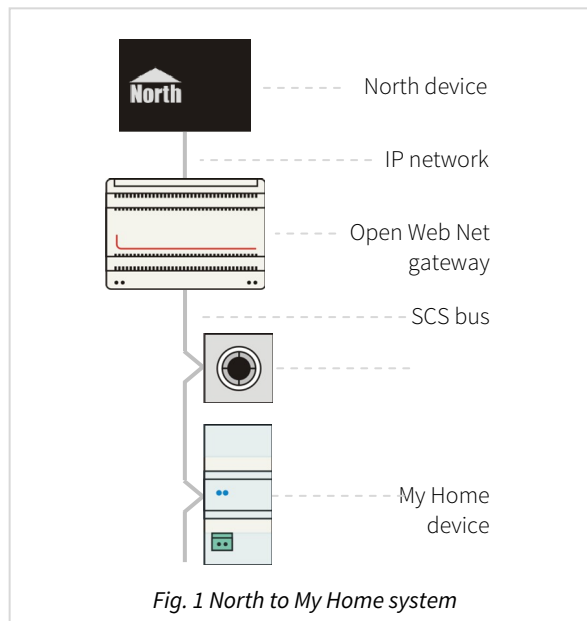 North
North device
IP network
Open Web Net
gateway
SCS bus
My Home
device
Fig. 1 North to My Home system